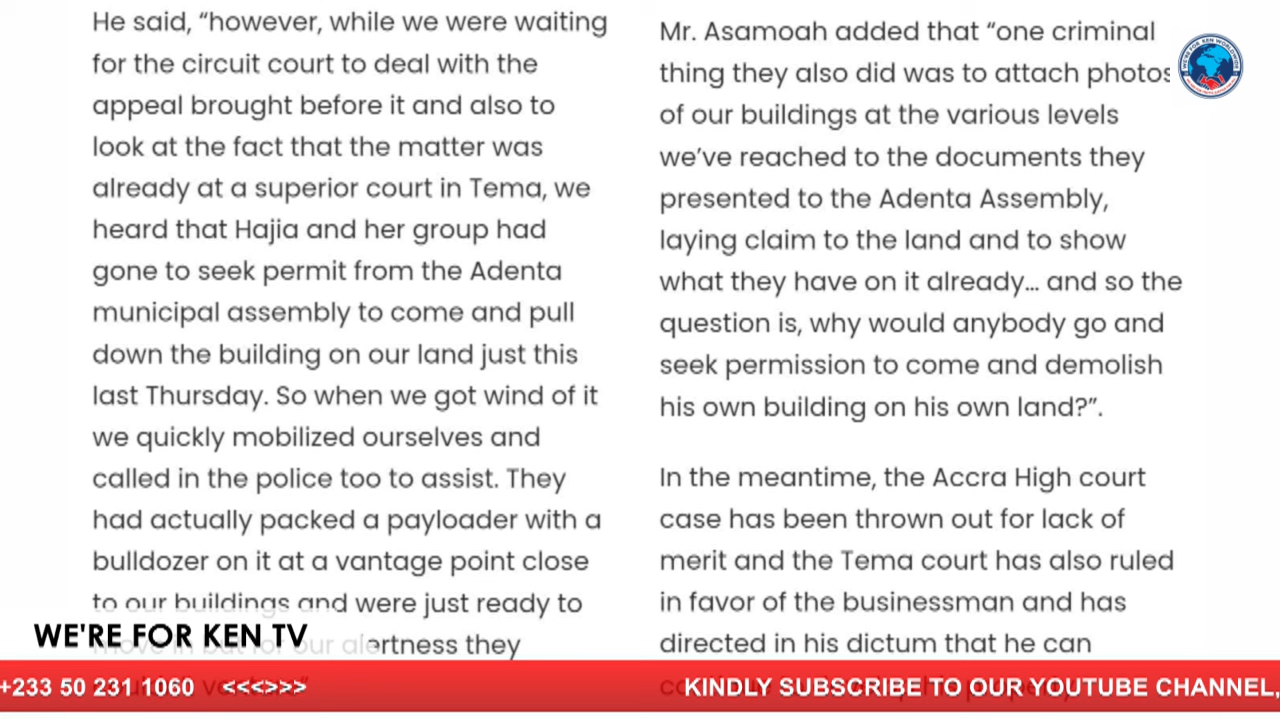 He said, “however, while we were waiting
for the circuit court to deal with the
appeal brought before it and also to
look at the fact that the matter was
already at a superior court in Tema, we
heard that Hajia and her group had
gone to seek permit from the Adenta
municipal assembly to come and pull
down the building on our land just this
last Thursday. So when we got wind of it
we quickly mobilized ourselves and
called in the police too to assist. They
had actually packed a payloader with a
bulldozer on it at a vantage point close
to our buildings and were just ready to
move in but for our alertness they
Mr. Asamoah added that “one criminal
thing they also did was to attach photos
of our buildings at the various levels
we’ve reached to the documents they
presented to the Adenta Assembly,
laying claim to the land and to show
what they have on it already... and so the
question is, why would anybody go and
seek permission to come and demolish
his own building on his own land?”.
In the meantime, the Accra High court
case has been thrown out for lack of
merit and the Tema court has also ruled
in favor of the businessman and has
directed in his dictum that he can
WE'RE FOR KEN TV
+233 50 231 1060 <<<>>>
KINDLY SUBSCRIBE TO OUR YOUTUBE CHANNEL,